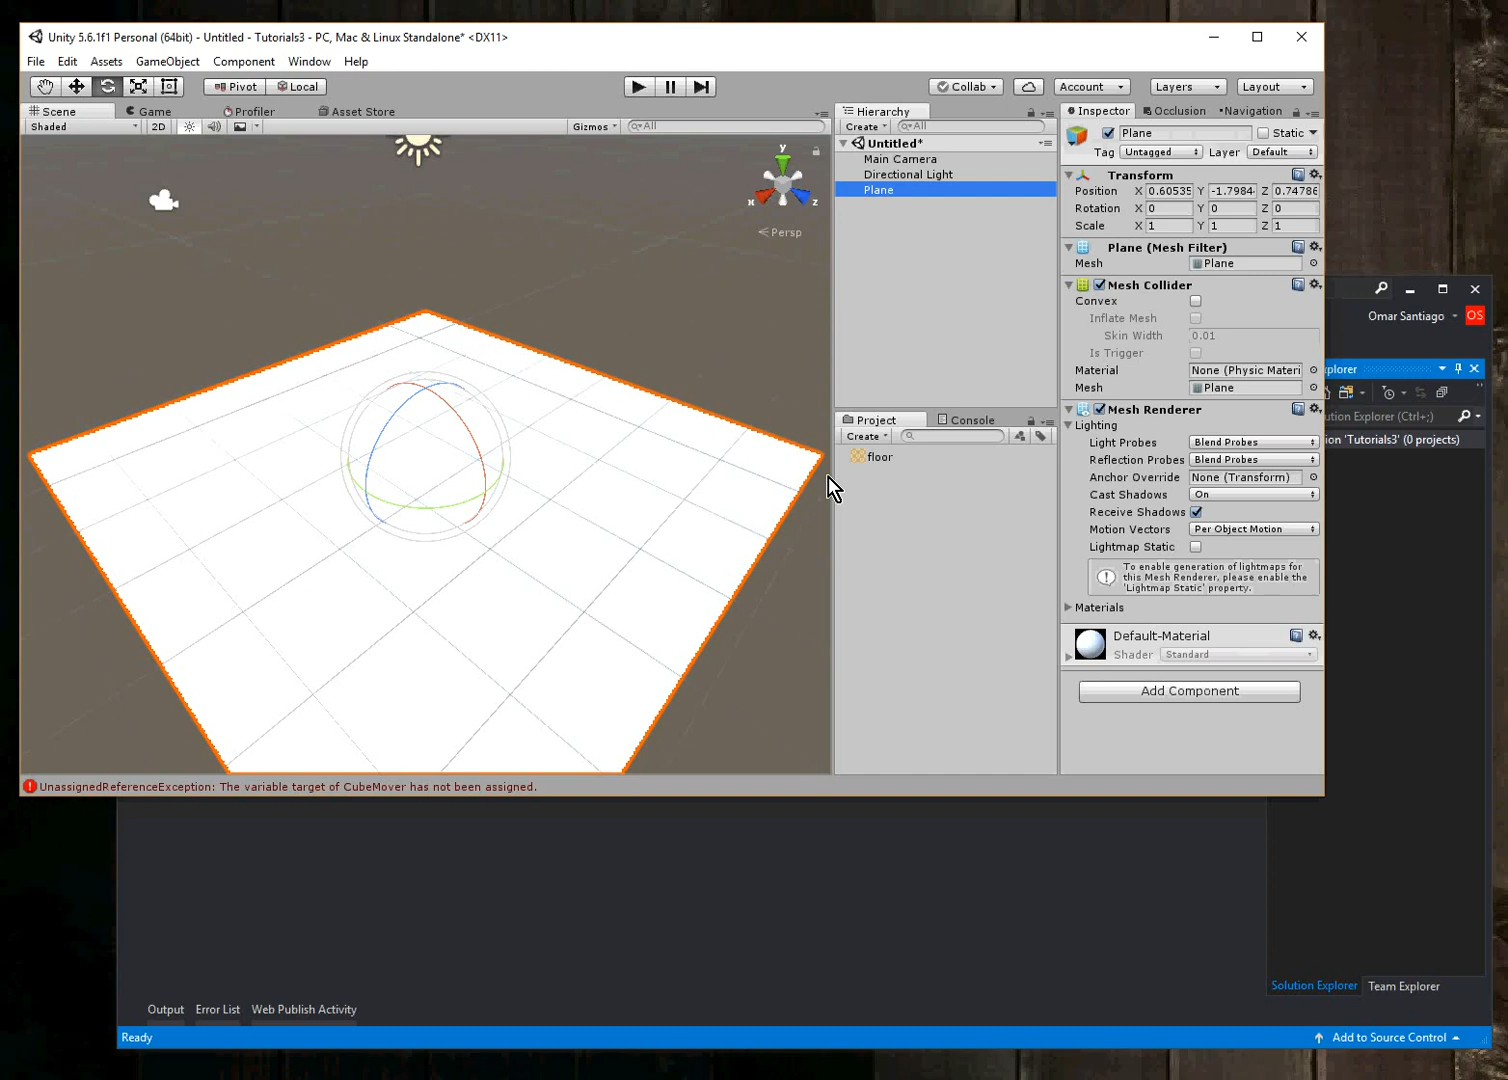 Unity 5.6.1f1 Personal (64bit) - Untitled - Tutorials3 - PC, Mac & Linux Standalone* <DX11>
File Edit Assets GameObject Component Window Help
Pivot Local
Collab Account Layers Layout
Scene Game Profiler Asset Store
Shaded 2D Gizmos All
y
x
z
Persp
Hierarchy
Create All
Untitled*
Main Camera
Directional Light
Plane
Project Console
Create
floor
Inspector Occlusion Navigation
Plane Static
Tag Untagged Layer Default
Transform
Position X 0.60535 Y -1.7984 Z 0.74786
Rotation X 0 Y 0 Z 0
Scale X 1 Y 1 Z 1
Plane (Mesh Filter)
Mesh Plane
Mesh Collider
Convex
Inflate Mesh
Skin Width 0.01
Is Trigger
Material None (Physic Materi
Mesh Plane
Mesh Renderer
Lighting
Light Probes Blend Probes
Reflection Probes Blend Probes
Anchor Override None (Transform)
Cast Shadows On
Receive Shadows
Motion Vectors Per Object Motion
Lightmap Static
To enable generation of lightmaps for
this Mesh Renderer, please enable the
'Lightmap Static' property.
Materials
Default-Material
Shader Standard
Add Component
UnassignedReferenceException: The variable target of CubeMover has not been assigned.
Omar Santiago OS
plorer
ution Explorer (Ctrl+;)
ion 'Tutorials3' (0 projects)
Solution Explorer Team Explorer
Output Error List Web Publish Activity
Ready
Add to Source Control